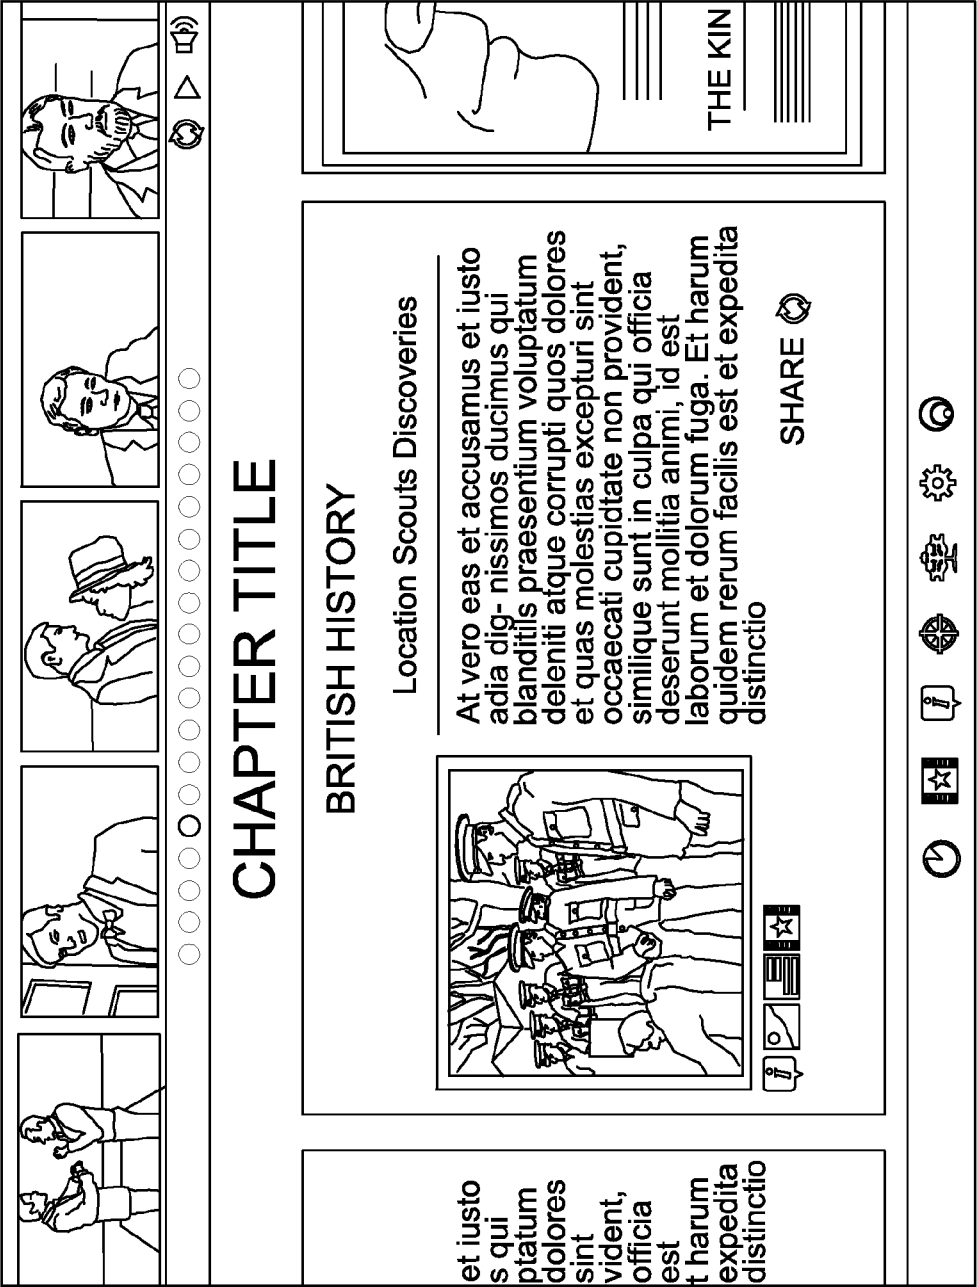 CHAPTER TITLE
et iusto
s qui
ptatum
dolores
sint
vident,
officia
est
t harum
expedita
distinctio
BRITISH HISTORY
Location Scouts Discoveries
At vero eas et accusamus et iusto
adia dig- nissimos ducimus qui
blanditils praesentium voluptatum
deleniti atque corrupti quos dolores
et quas molestias excepturi sint
occaecati cupidtate non provident,
similique sunt in culpa qui officia
deserunt mollitia animi, id est
laborum et dolorum fuga. Et harum
quidem rerum facilis est et expedita
distinctio
SHARE
THE KIN